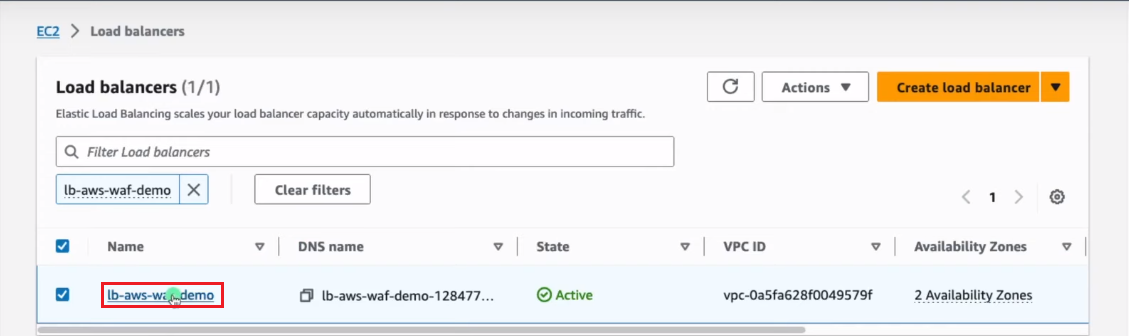 EC2 > Load balancers
Load balancers (1/1)
Actions ▼
Create load balancer ▼
Elastic Load Balancing scales your load balancer capacity automatically in response to changes in incoming traffic.
Filter Load balancers
lb-aws-waf-demo ✕
Clear filters
< 1 >
Name
DNS name
State
VPC ID
Availability Zones
lb-aws-waf-demo
lb-aws-waf-demo-128477...
Active
vpc-0a5fa628f0049579f
2 Availability Zones